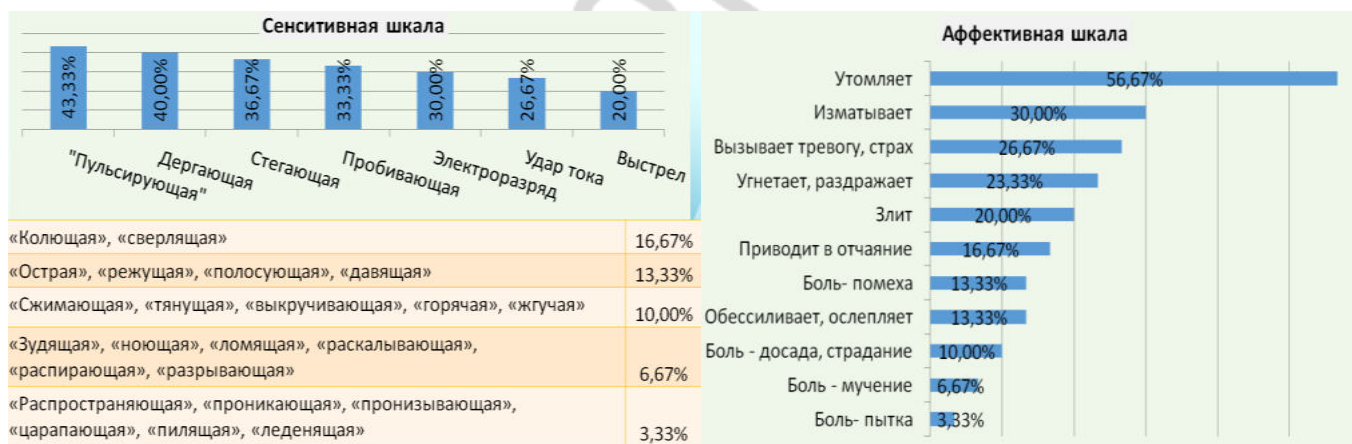 Сенситивная шкала
43,33%
40,00%
36,67%
33,33%
30,00%
26,67%
20,00%
"Пульсирующая"
Дергающая
Стегающая
Пробивающая
Электроразряд
Удар тока
Выстрел
«Колющая», «сверлящая» 16,67%
«Острая», «режущая», «полосующая», «давящая» 13,33%
«Сжимающая», «тянущая», «выкручивающая», «горячая», «жгучая» 10,00%
«Зудящая», «ноющая», «ломящая», «раскалывающая»,
«распирающая», «разрывающая» 6,67%
«Распространяющая», «проникающая», «пронизывающая»,
«царапающая», «пилящая», «леденящая» 3,33%
Аффективная шкала
Утомляет 56,67%
Изматывает 30,00%
Вызывает тревогу, страх 26,67%
Угнетает, раздражает 23,33%
Злит 20,00%
Приводит в отчаяние 16,67%
Боль- помеха 13,33%
Обессиливает, ослепляет 13,33%
Боль - досада, страдание 10,00%
Боль - мучение 6,67%
Боль- пытка 3,33%